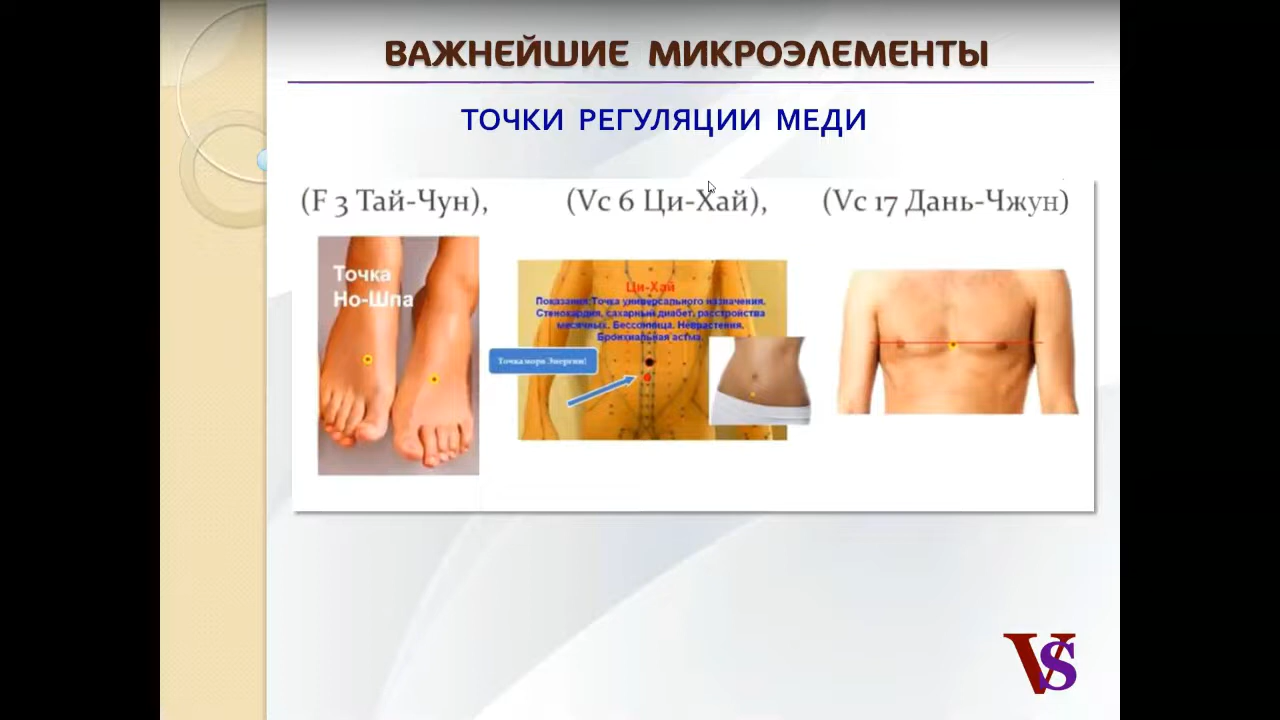 ВАЖНЕЙШИЕ МИКРОЭЛЕМЕНТЫ
ТОЧКИ РЕГУЛЯЦИИ МЕДИ
(F 3 Тай-Чун),
(Vc 6 Ци-Хай),
(Vc 17 Дань-Чжун)
Точка
Но-Шпа
Ци-Хай
Показания:Точка универсального назначения.
Стенокардия, сахарный диабет, расстройства
месячных. Бессонница. Неврастения.
Бронхиальная астма.
Точка моря Энергии!
VS